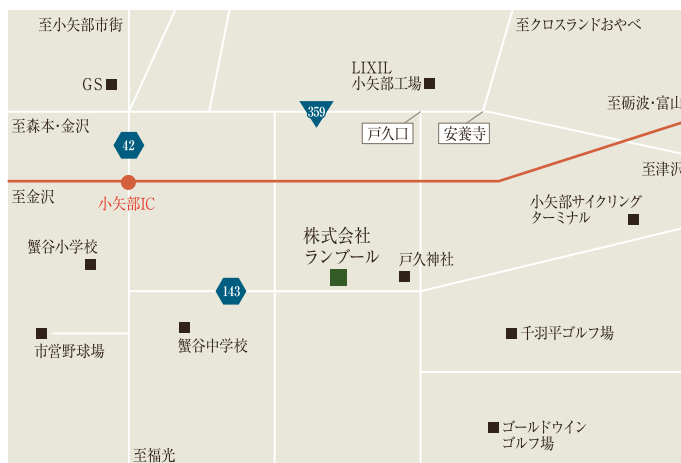 至小矢部市街
至クロスランドおやべ
GS
LIXIL
小矢部工場
359
至砺波・富山
至森本・金沢
42
戸久口
安養寺
至津沢
至金沢
小矢部IC
小矢部サイクリング
ターミナル
株式会社
ランブール
蟹谷小学校
戸久神社
143
市営野球場
蟹谷中学校
千羽平ゴルフ場
ゴールドウイン
ゴルフ場
至福光